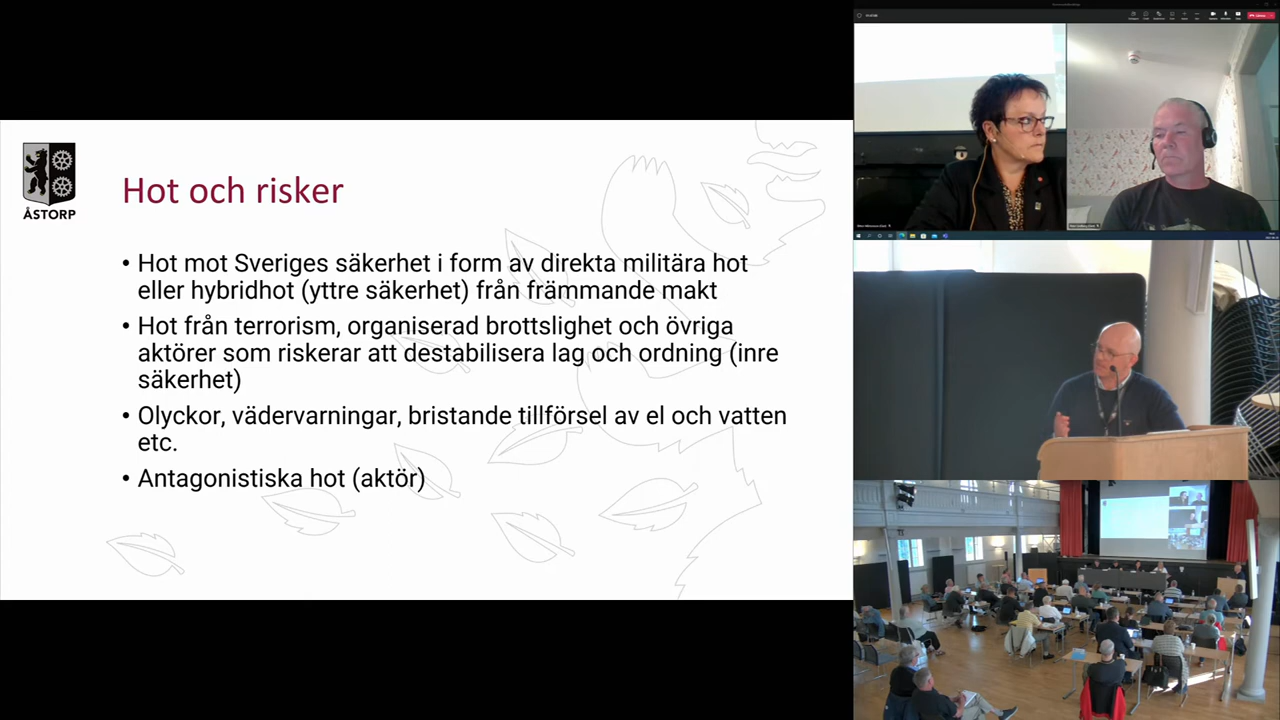 ÅSTORP
Hot och risker
• Hot mot Sveriges säkerhet i form av direkta militära hot
eller hybridhot (yttre säkerhet) från främmande makt
• Hot från terrorism, organiserad brottslighet och övriga
aktörer som riskerar att destabilisera lag och ordning (inre
säkerhet)
• Olyckor, vädervarningar, bristande tillförsel av el och vatten
etc.
• Antagonistiska hot (aktör)